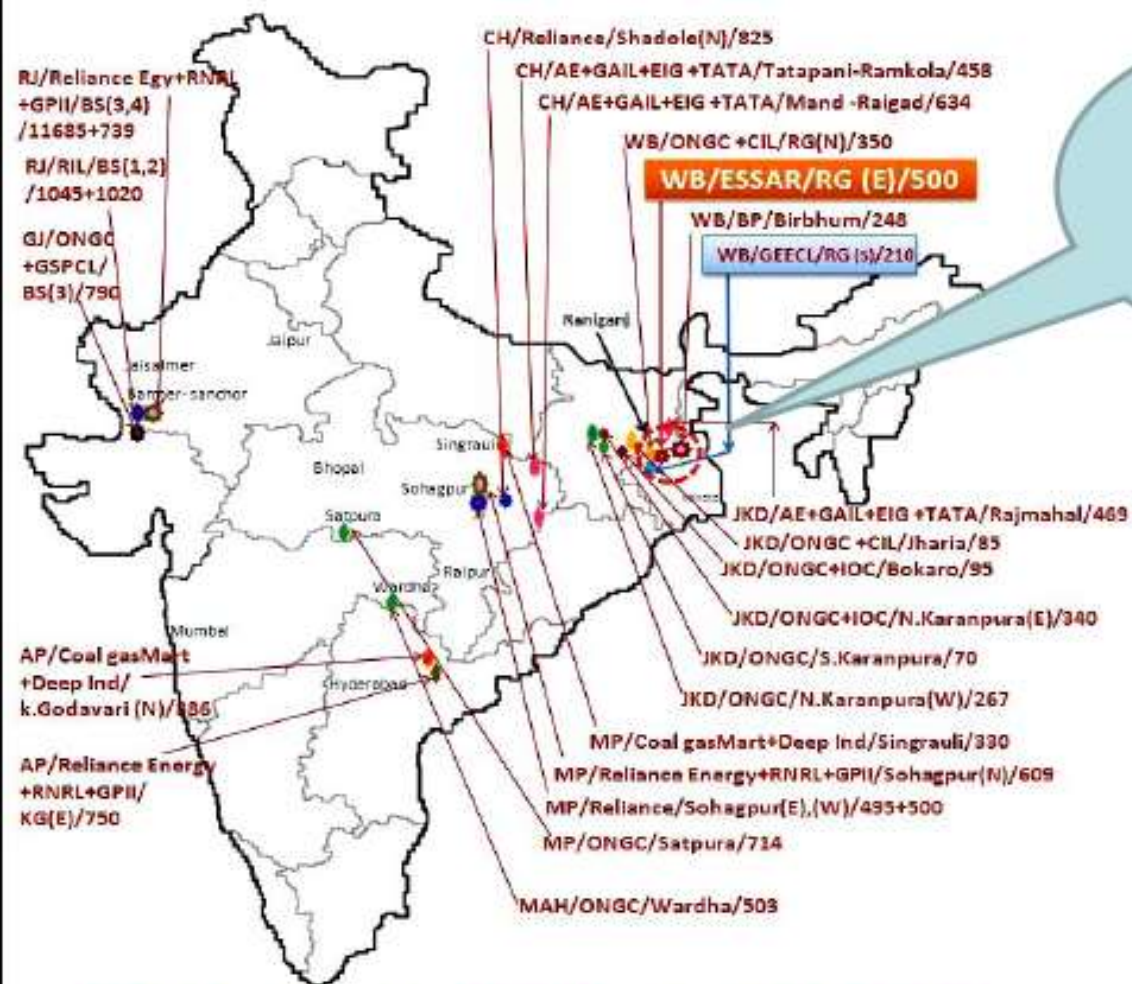 CH/Reliance/Shadole(N)/825
RJ/Reliance Egy+RNRL
+GPII/BS(3,4)
/11685+739
CH/AE+GAIL+EIG +TATA/Tatapani-Ramkola/458
CH/AE+GAIL+EIG +TATA/Mand -Raigad/634
WB/ONGC +CIL/RG(N)/350
RJ/RIL/BS(1,2)
/1045+1020
WB/ESSAR/RG (E)/500
WB/BP/Birbhum/248
GJ/ONGC
+GSPCL/
BS(3)/790
WB/GEECL/RG (S)/210
Raniganj
Jaipur
Jaisalmer
Barmer-sanchor
Singrauli
Bhopal
Sohagpur
Satpura
JKD/AE+GAIL+EIG +TATA/Rajmahal/469
JKD/ONGC +CIL/Jharia/85
JKD/ONGC+IOC/Bokaro/95
Raipur
Wardha
JKD/ONGC+IOC/N.Karanpura(E)/340
Mumbai
AP/Coal gasMart
+Deep Ind/
k.Godavari (N)/386
Hyderabad
JKD/ONGC/S.Karanpura/70
JKD/ONGC/N.Karanpura(W)/267
MP/Coal gasMart+Deep Ind/Singrauli/330
AP/Reliance Energy
+RNRL+GPII/
KG(E)/750
MP/Reliance Energy+RNRL+GPII/Sohagpur(N)/609
MP/Reliance/Sohagpur(E),(W)/495+500
MP/ONGC/Satpura/714
MAH/ONGC/Wardha/503